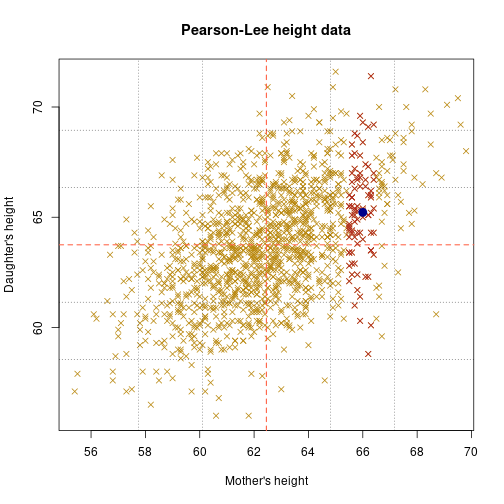 Pearson-Lee height data
Daughter's height
70
65
60
56 58 60 62 64 66 68 70
Mother's height